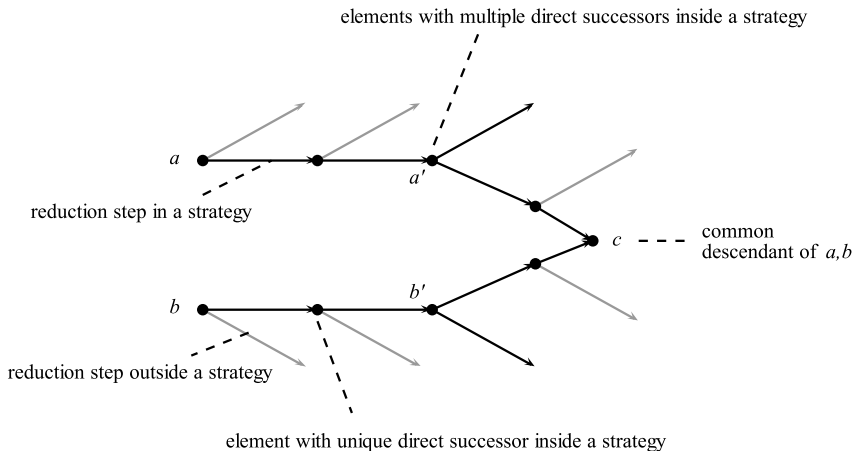 elements with multiple direct successors inside a strategy
a
a′
reduction step in a strategy
c
common
descendant of a,b
b
b′
reduction step outside a strategy
element with unique direct successor inside a strategy